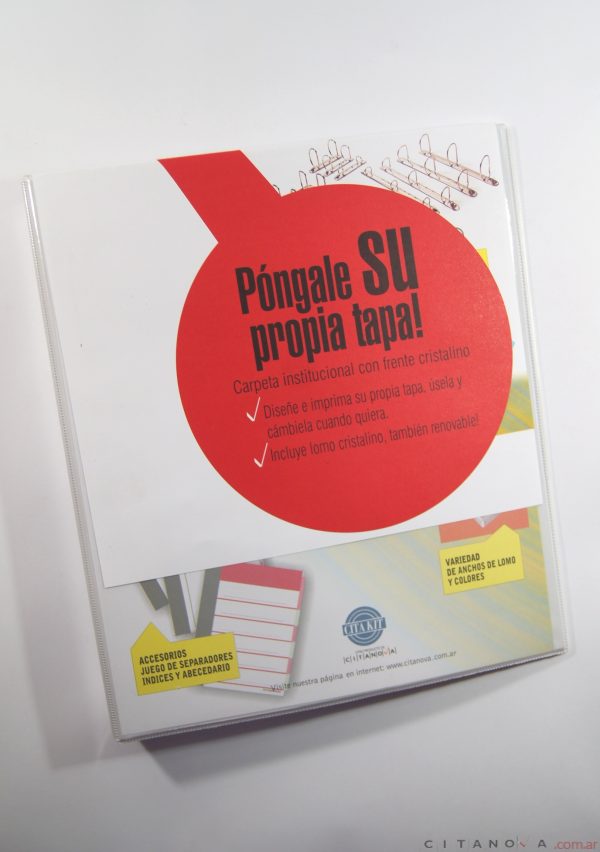 Póngale SU
propia tapa!
Carpeta institucional con frente cristalino
Diseñe e imprima su propia tapa, úsela y
cámbiela cuando quiera.
Incluye lomo cristalino, también renovable!
VARIEDAD
DE ANCHOS DE LOMO
Y COLORES
ACCESORIOS
JUEGO DE SEPARADORES
INDICES Y ABECEDARIO
CITA KIT
CITANOVA
Visite nuestra página en internet: www.citanova.com.ar
CITANOVA.com.ar